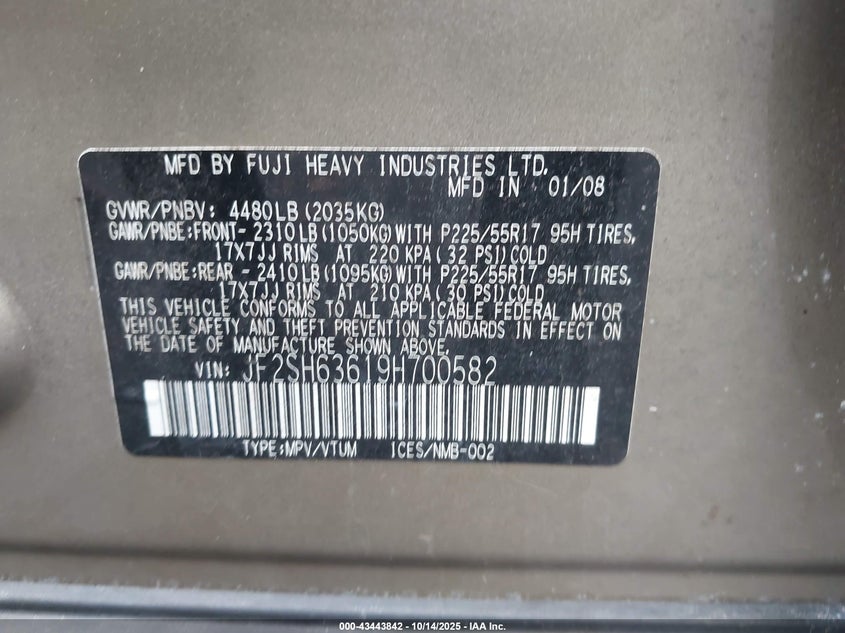 MFD BY FUJI HEAVY INDUSTRIES LTD.
MFD IN 01/08
GVWR/PNBV: 4480LB(2035KG)
GAWR/PNBE:FRONT- 2310LB(1050KG)WITH P225/55R17 95H TIRES,
17X7JJ RIMS AT 220 KPA(32 PSI)COLD
GAWR/PNBE:REAR - 2410LB(1095KG)WITH P225/55R17 95H TIRES,
17X7JJ RIMS AT 210 KPA(30 PSI)COLD
THIS VEHICLE CONFORMS TO ALL APPLICABLE FEDERAL MOTOR
VEHICLE SAFETY AND THEFT PREVENTION STANDARDS IN EFFECT ON
THE DATE OF MANUFACTURE SHOWN ABOVE.
VIN: JF2SH63619H700582
TYPE:MPV/VTUM ICES/NMB-002
000-43443842 | 10/14/2025 - IAA Inc.